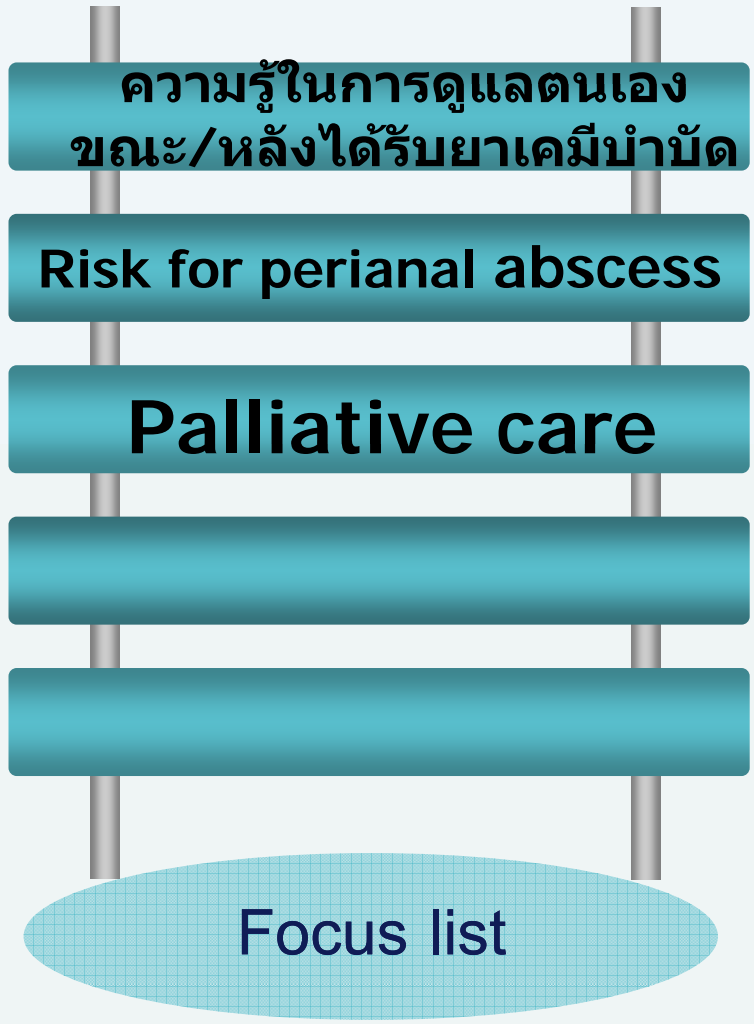 ความรู้ในการดูแลตนเอง
ขณะ/หลังได้รับยาเคมีบำบัด
Risk for perianal abscess
Palliative care
Focus list